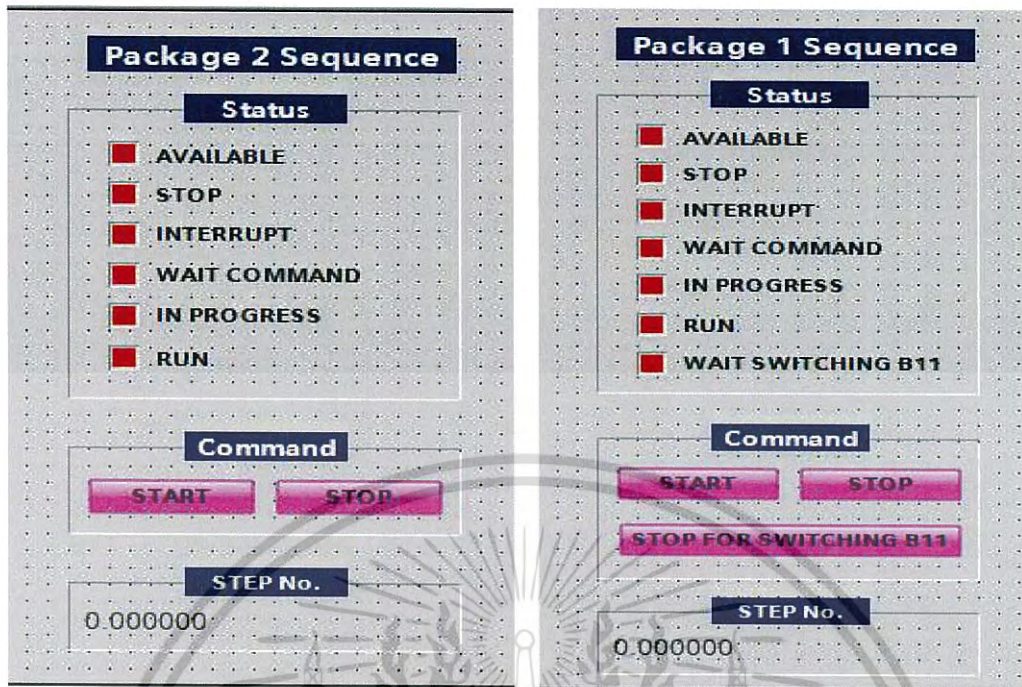 Package 2 Sequence
Status
AVAILABLE
STOP
INTERRUPT
WAIT COMMAND
IN PROGRESS
RUN
Command
START STOP
STEP No.
0.000000
Package 1 Sequence
Status
AVAILABLE
STOP
INTERRUPT
WAIT COMMAND
IN PROGRESS
RUN
WAIT SWITCHING B11
Command
START STOP
STOP FOR SWITCHING B11
STEP No.
0.000000